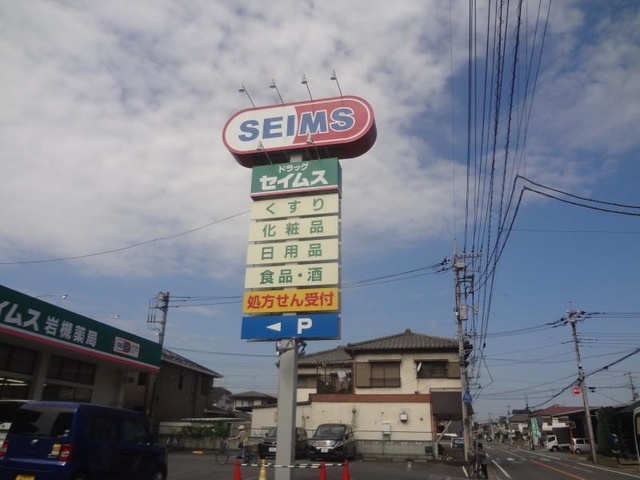 SEIMS
ドラッグ
セイムス
くすり
化粧品
日用品
食品・酒
処方せん受付
P
イムス 岩槻薬局